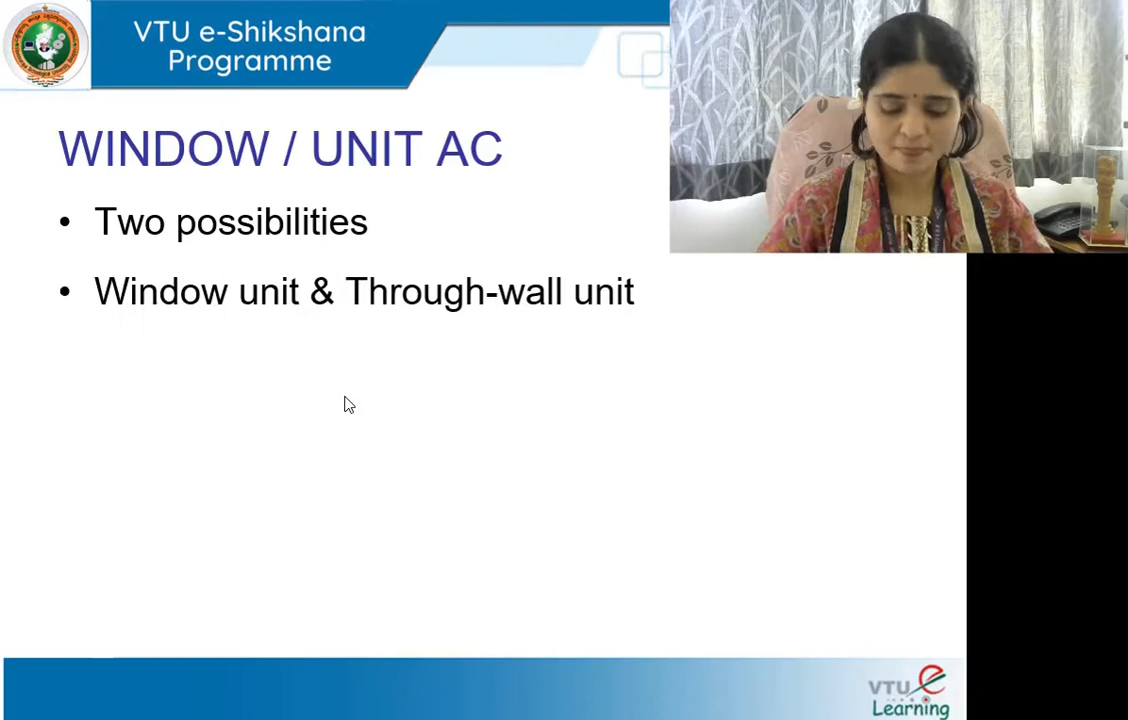 VTU e-Shikshana
Programme
WINDOW / UNIT AC
• Two possibilities
• Window unit & Through-wall unit
VTU e
Learning